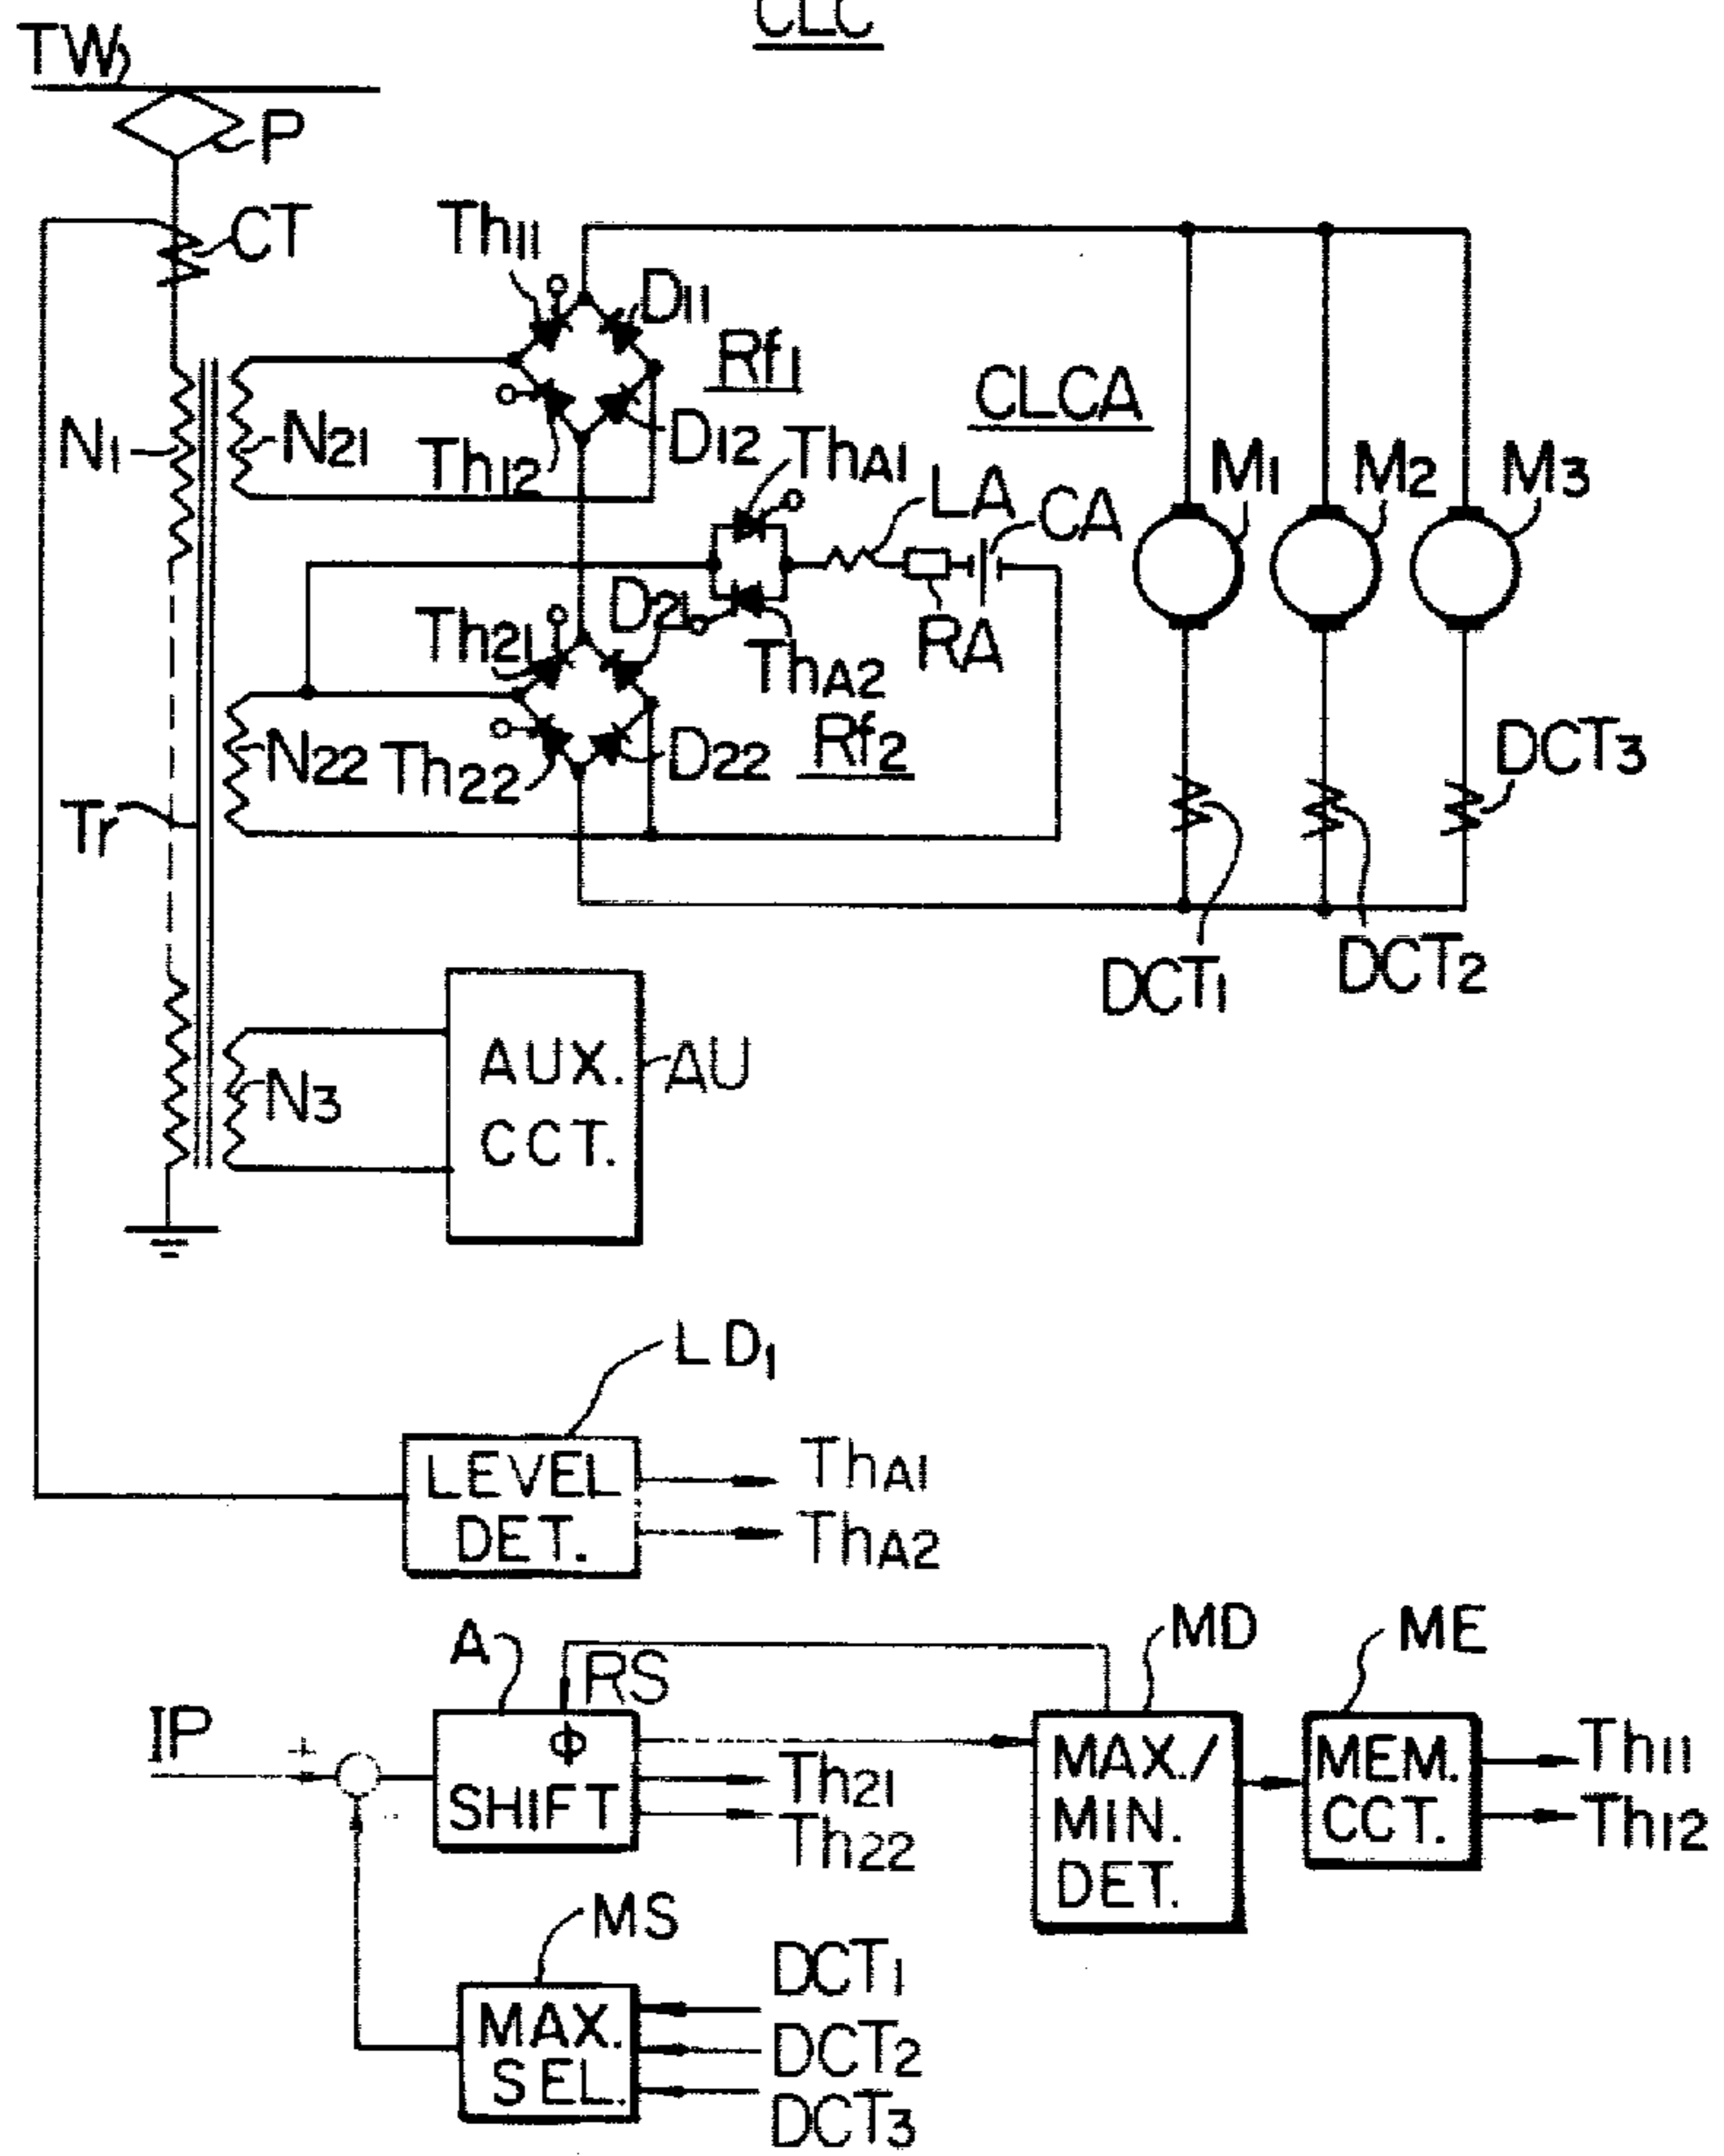 CLC
TW
P
CT
Th11
D11
Rf1
CLCA
N1
N21
Th12
D12
ThA1
LA
CA
M1
M2
M3
Th21
D21
RA
ThA2
N22
Th22
D22
Rf2
DCT3
Tr
DCT1
DCT2
AUX.
CCT.
AU
N3
LD1
LEVEL
DET.
ThA1
ThA2
A
RS
MD
ME
IP
+
ϕ
SHIFT
Th21
Th22
MAX./
MIN.
DET.
MEM.
CCT.
Th11
Th12
MS
MAX.
SEL.
DCT1
DCT2
DCT3